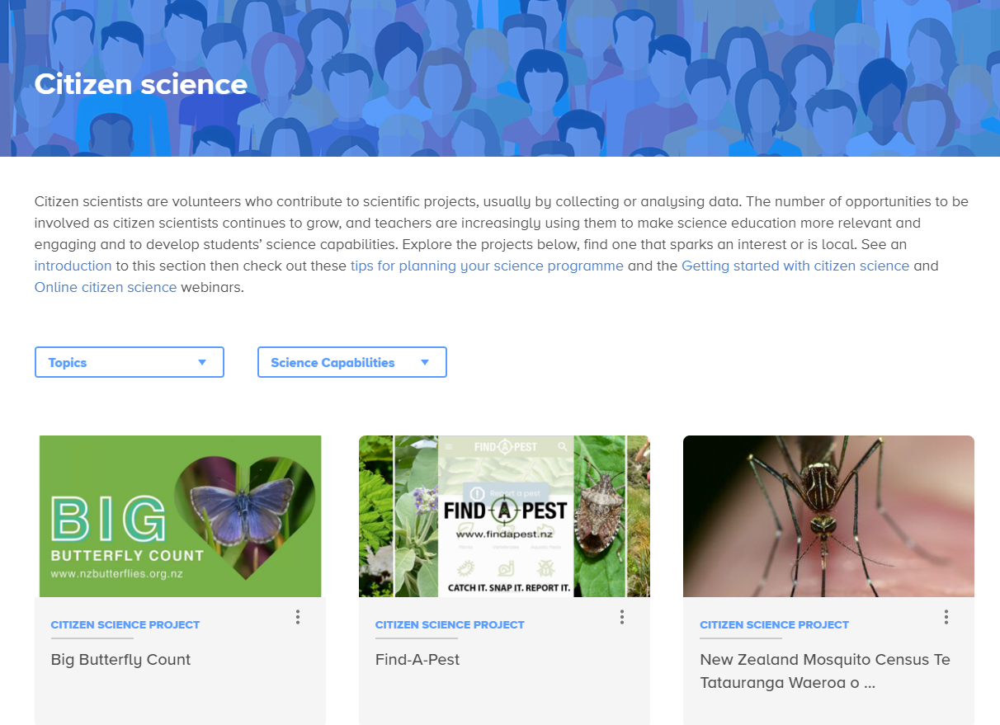 Citizen science
Citizen scientists are volunteers who contribute to scientific projects, usually by collecting or analysing data. The number of opportunities to be
involved as citizen scientists continues to grow, and teachers are increasingly using them to make science education more relevant and
engaging and to develop students’ science capabilities. Explore the projects below, find one that sparks an interest or is local. See an
introduction to this section then check out these tips for planning your science programme and the Getting started with citizen science and
Online citizen science webinars.
Topics
Science Capabilities
BIG
BUTTERFLY COUNT
www.nzbutterflies.org.nz
FIND-A-PEST
Report a pest
FIND A PEST
www.findapest.nz
Plants
Vertebrates
Aquatic Pests
CATCH IT. SNAP IT. REPORT IT.
CITIZEN SCIENCE PROJECT
Big Butterfly Count
CITIZEN SCIENCE PROJECT
Find-A-Pest
CITIZEN SCIENCE PROJECT
New Zealand Mosquito Census Te
Tatauranga Waeroa o ...